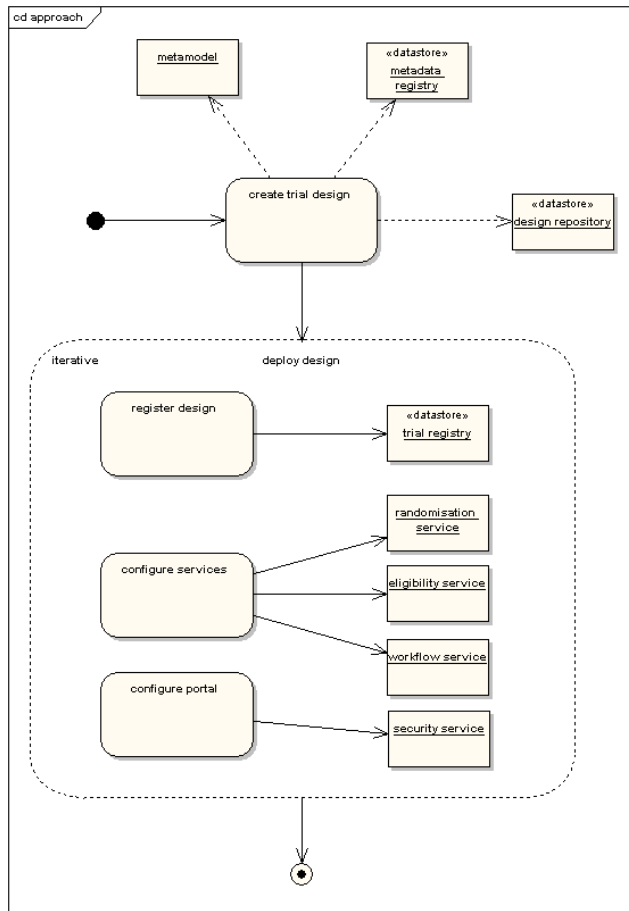 cd approach
metamodel
«datastore»
metadata
registry
create trial design
«datastore»
design repository
iterative
deploy design
register design
«datastore»
trial registry
randomisation
service
configure services
eligibility service
workflow service
configure portal
security service